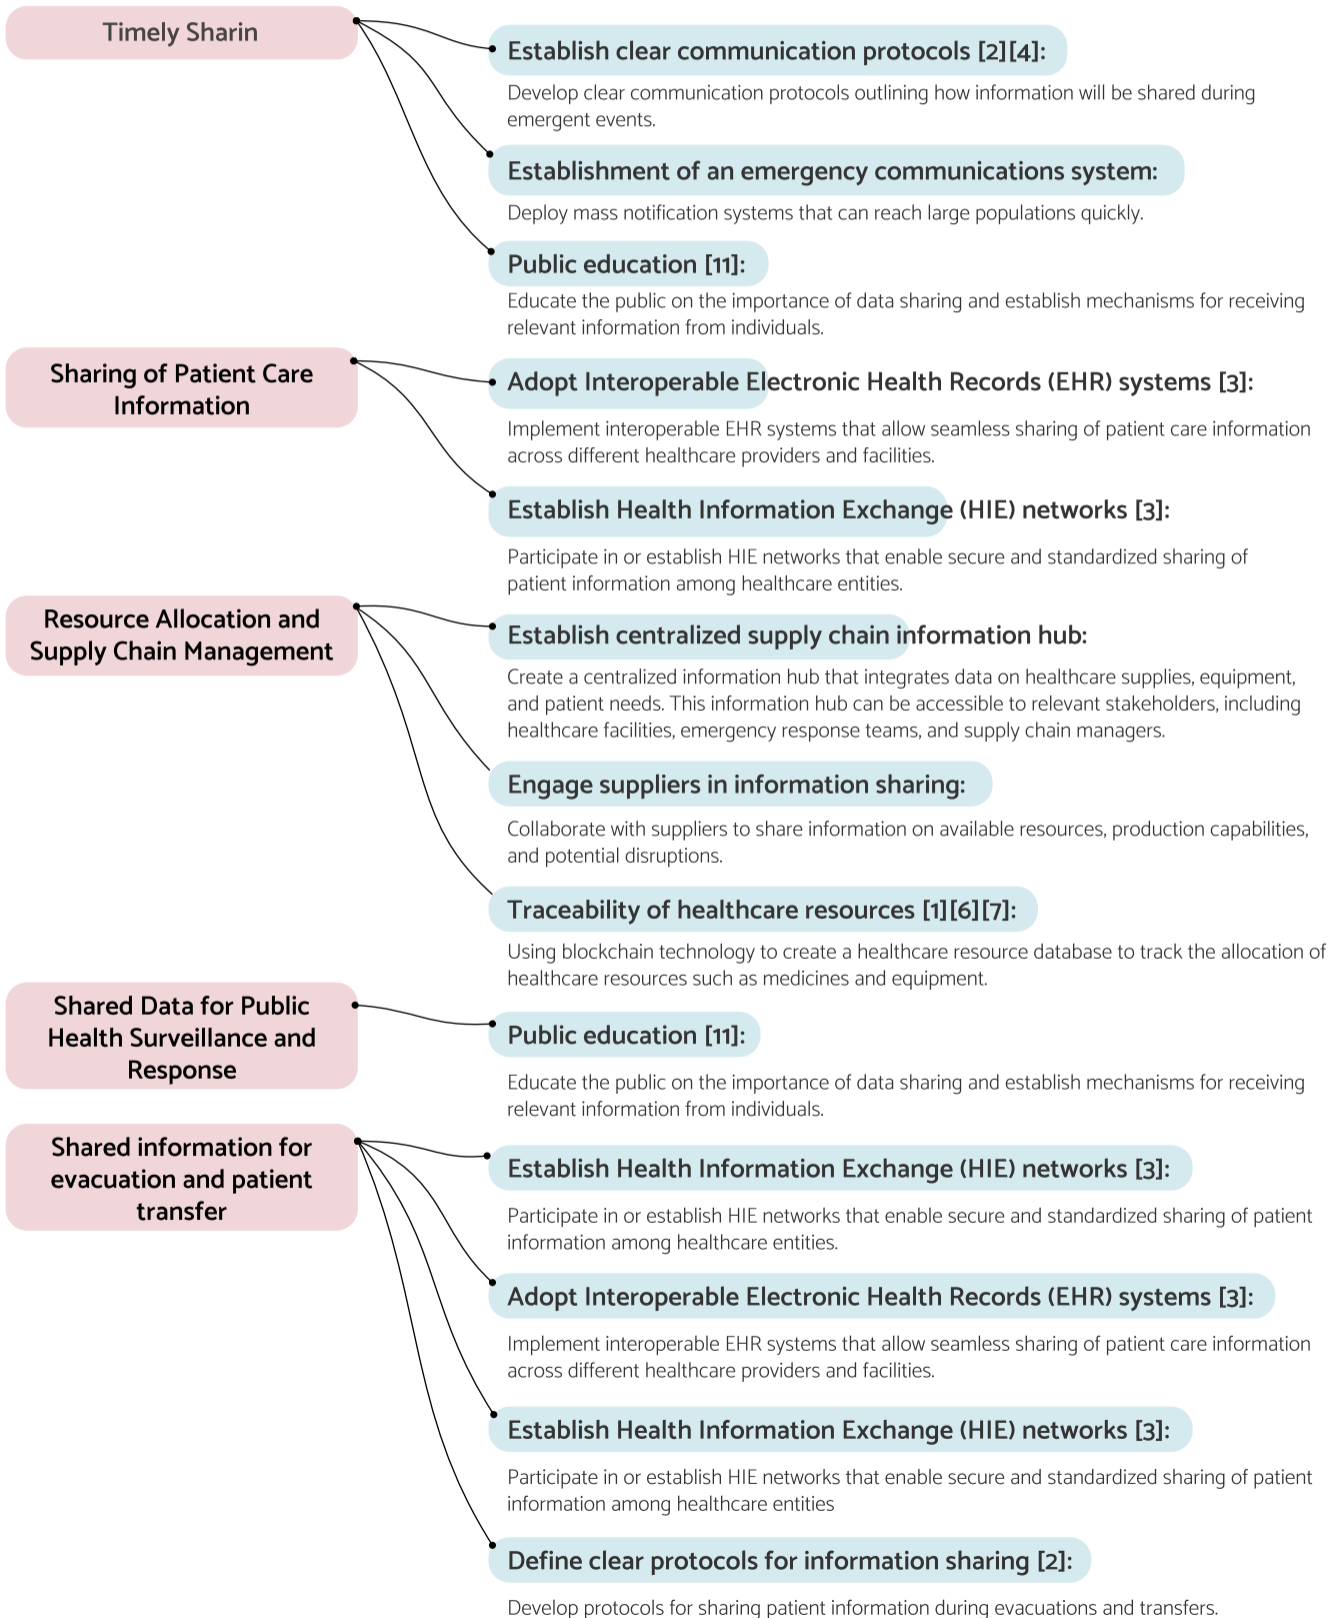 Timely Sharin
Establish clear communication protocols [2][4]:
Develop clear communication protocols outlining how information will be shared during
emergent events.
Establishment of an emergency communications system:
Deploy mass notification systems that can reach large populations quickly.
Public education [11]:
Educate the public on the importance of data sharing and establish mechanisms for receiving
relevant information from individuals.
Sharing of Patient Care
Information
Adopt Interoperable Electronic Health Records (EHR) systems [3]:
Implement interoperable EHR systems that allow seamless sharing of patient care information
across different healthcare providers and facilities.
Establish Health Information Exchange (HIE) networks [3]:
Participate in or establish HIE networks that enable secure and standardized sharing of
patient information among healthcare entities.
Resource Allocation and
Supply Chain Management
Establish centralized supply chain information hub:
Create a centralized information hub that integrates data on healthcare supplies, equipment,
and patient needs. This information hub can be accessible to relevant stakeholders, including
healthcare facilities, emergency response teams, and supply chain managers.
Engage suppliers in information sharing:
Collaborate with suppliers to share information on available resources, production capabilities,
and potential disruptions.
Traceability of healthcare resources [1][6][7]:
Using blockchain technology to create a healthcare resource database to track the allocation of
healthcare resources such as medicines and equipment.
Shared Data for Public
Health Surveillance and
Response
Public education [11]:
Educate the public on the importance of data sharing and establish mechanisms for receiving
relevant information from individuals.
Shared information for
evacuation and patient
transfer
Establish Health Information Exchange (HIE) networks [3]:
Participate in or establish HIE networks that enable secure and standardized sharing of patient
information among healthcare entities.
Adopt Interoperable Electronic Health Records (EHR) systems [3]:
Implement interoperable EHR systems that allow seamless sharing of patient care information
across different healthcare providers and facilities.
Establish Health Information Exchange (HIE) networks [3]:
Participate in or establish HIE networks that enable secure and standardized sharing of patient
information among healthcare entities
Define clear protocols for information sharing [2]:
Develop protocols for sharing patient information during evacuations and transfers.